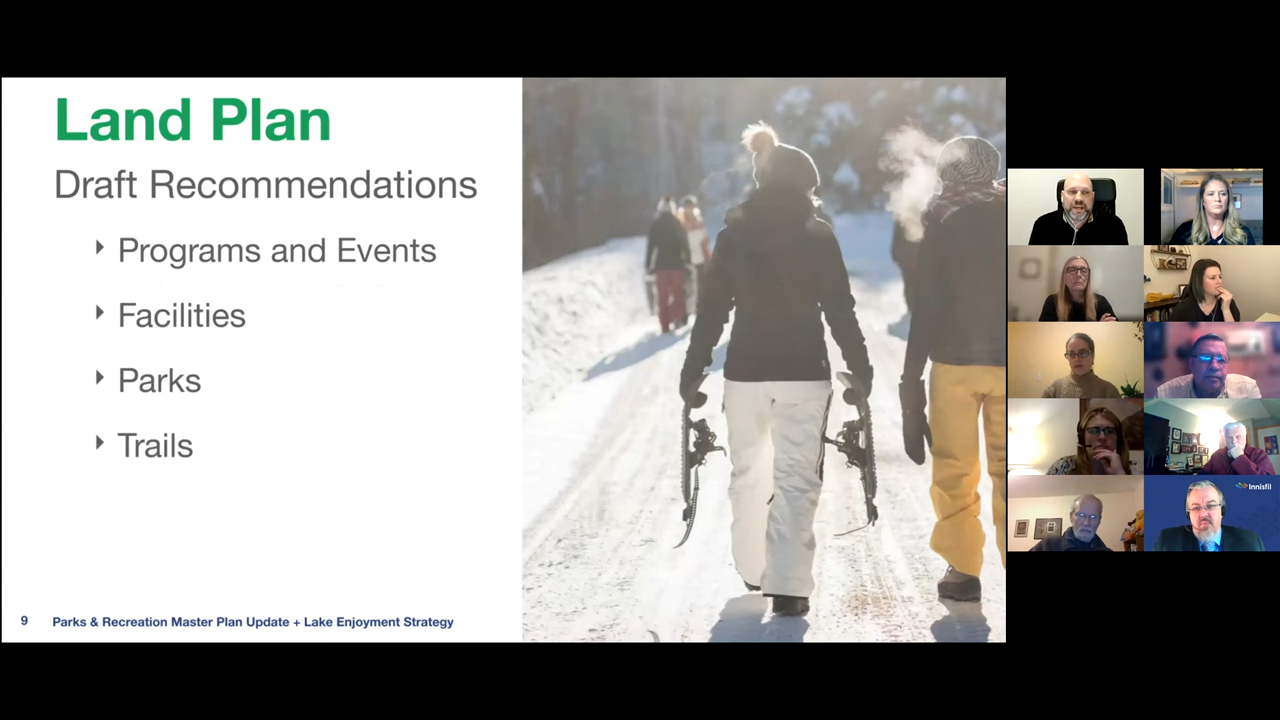 Land Plan
Draft Recommendations
Programs and Events
Facilities
Parks
Trails
9 Parks & Recreation Master Plan Update + Lake Enjoyment Strategy
Innisfil